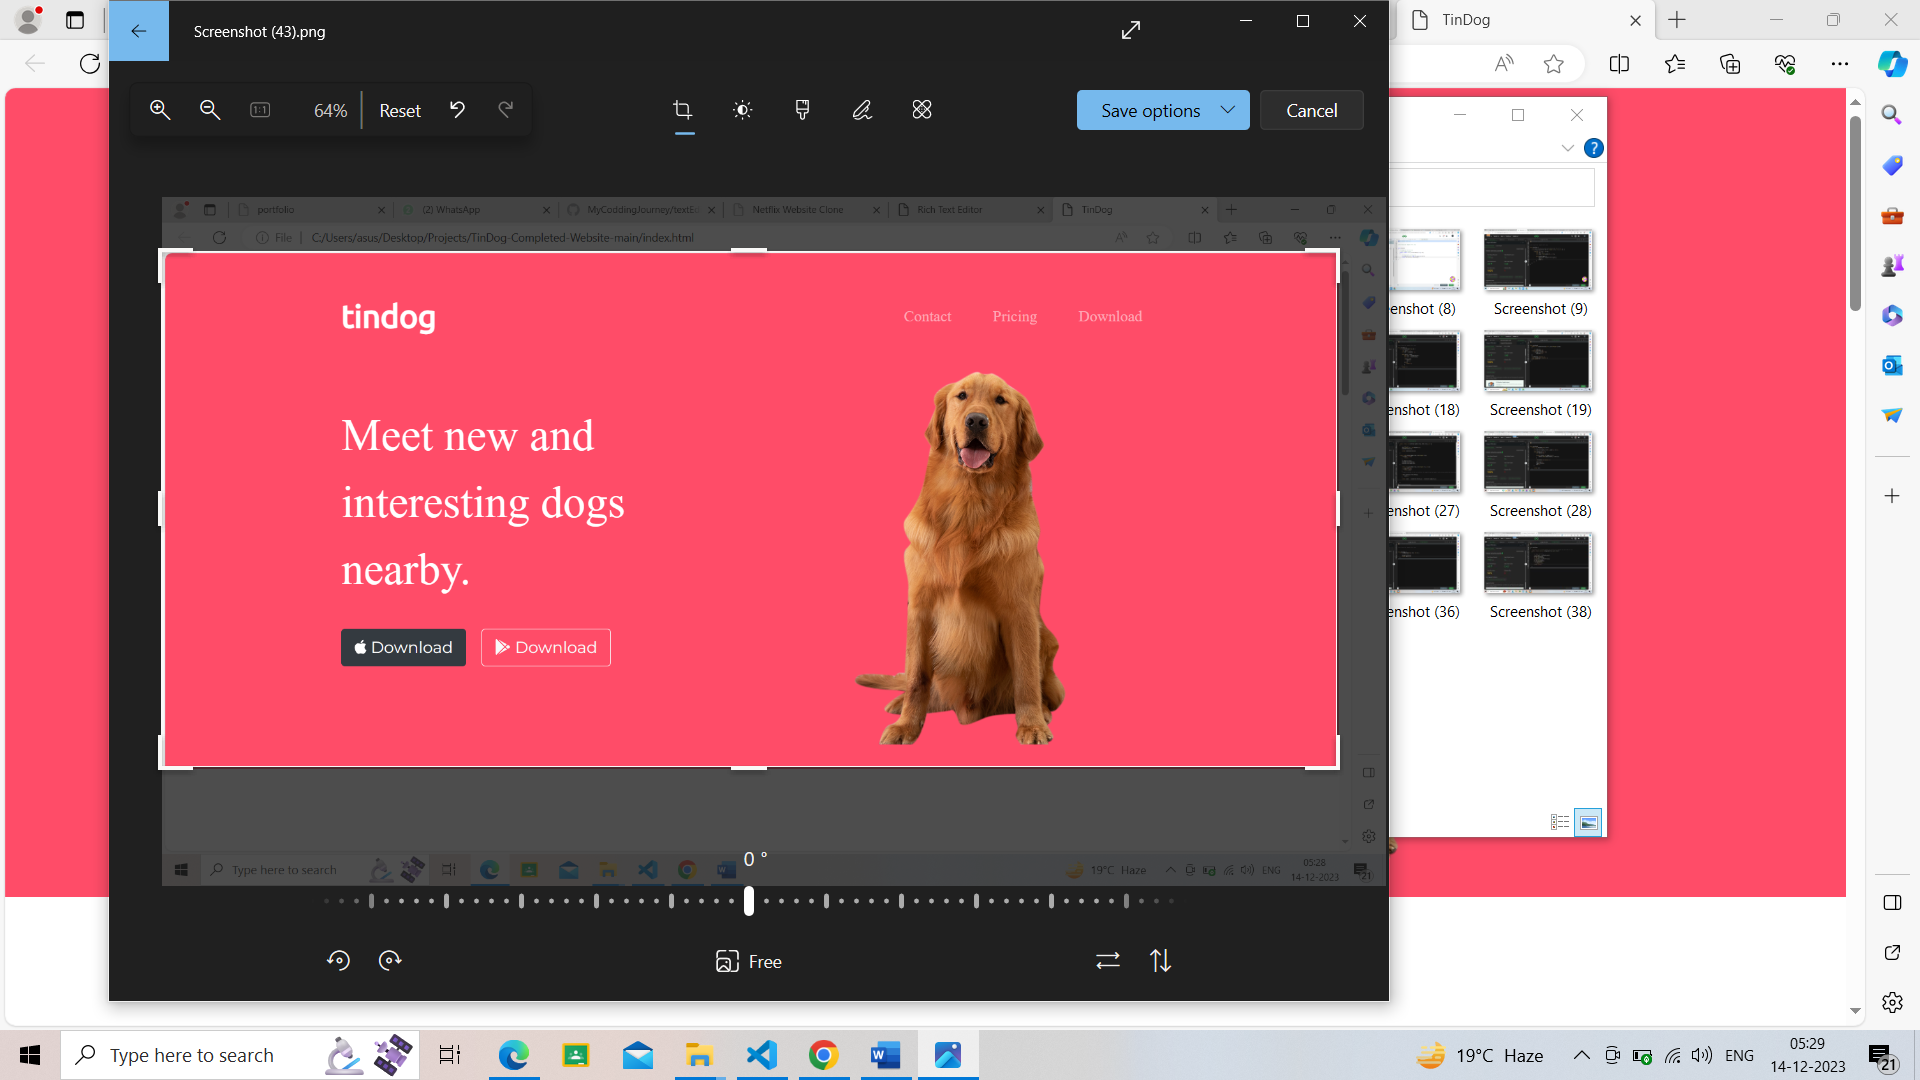 Screenshot (43).png
TinDog
64%
Reset
1:1
Save options
Cancel
portfolio
(2) WhatsApp
MyCoddingJourney/textEc
Netflix Website Clone
Rich Text Editor
TinDog
File
C:/Users/asus/Desktop/Projects/TinDog-Completed-Website-main/index.html
tindog
Contact
Pricing
Download
Meet new and
interesting dogs
nearby.
Download
Download
enshot (8)
Screenshot (9)
enshot (18)
Screenshot (19)
enshot (27)
Screenshot (28)
enshot (36)
Screenshot (38)
Type here to search
19°C Haze
ENG
05:28
14-12-2023
21
0 °
Free
Type here to search
19°C Haze
ENG
05:29
14-12-2023
21